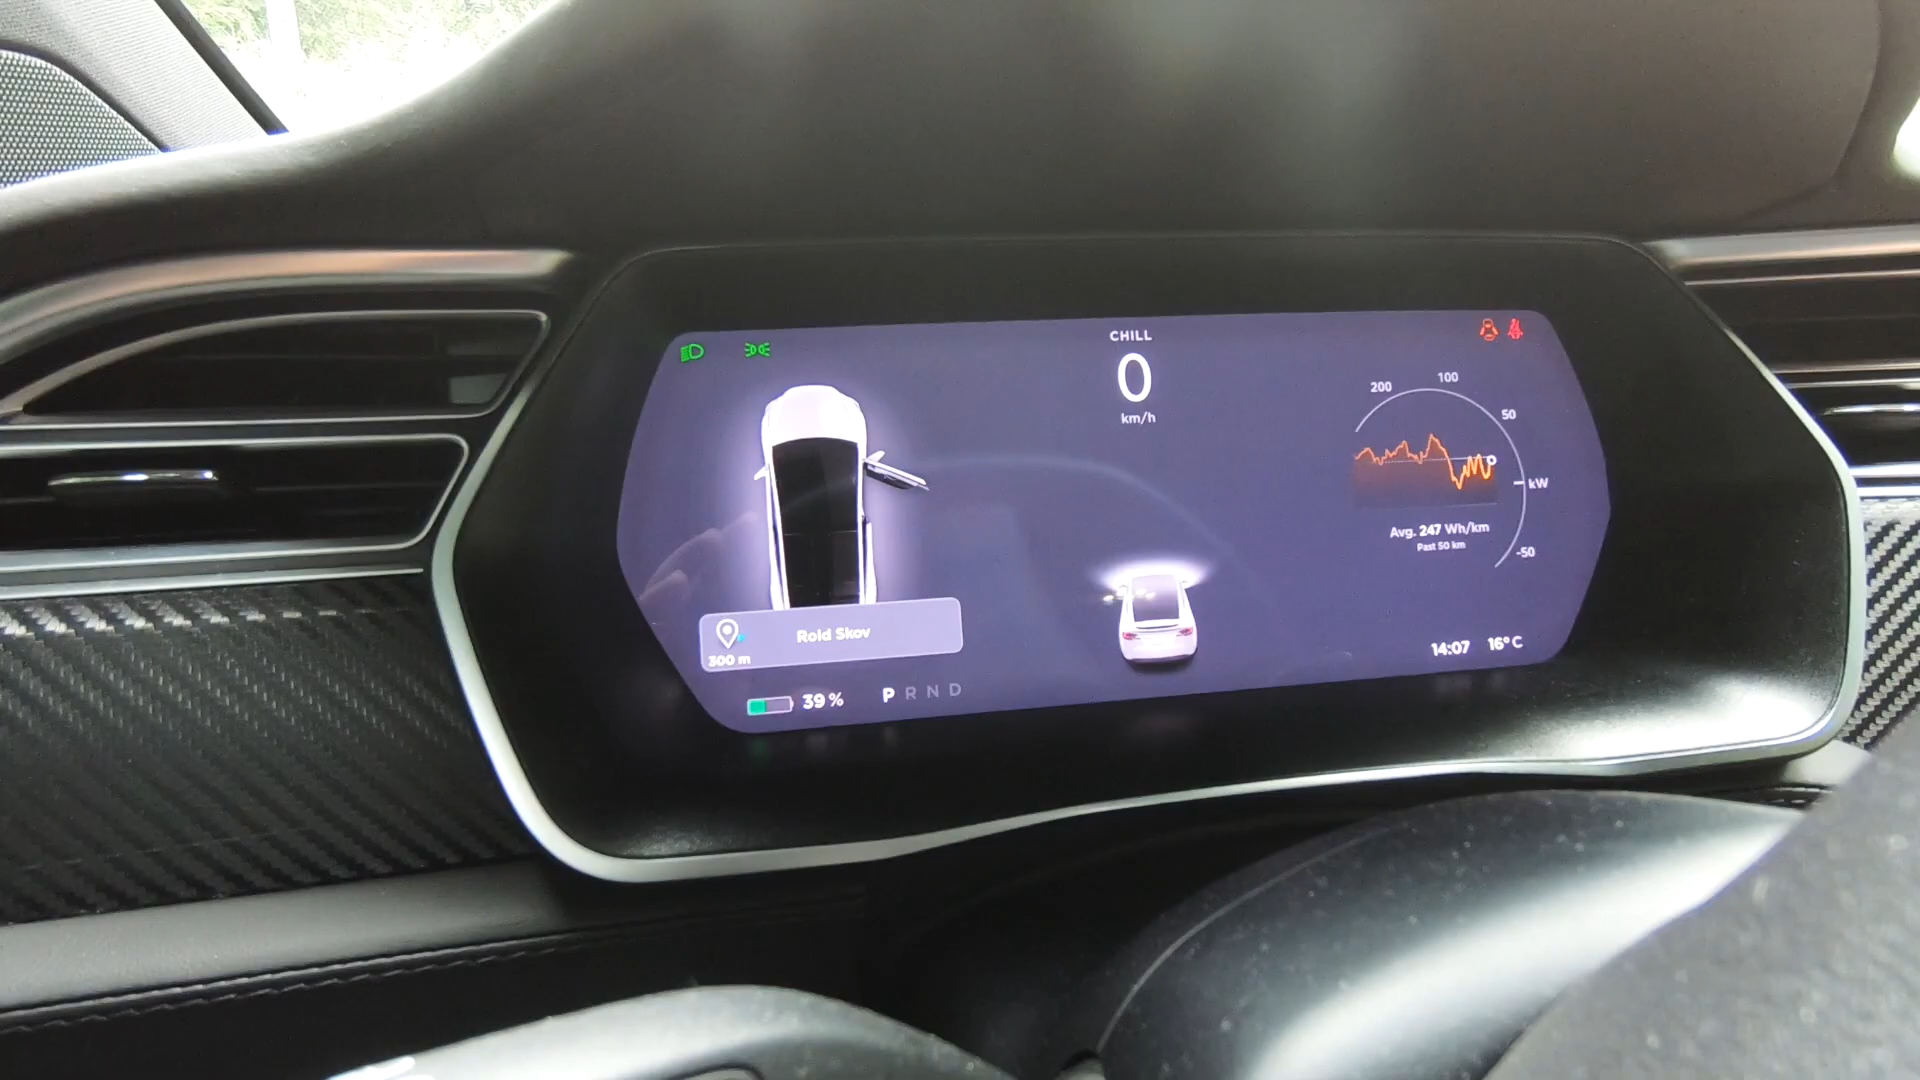 CHILL
0
km/h
200
100
50
kW
-50
Avg. 247 Wh/km
Past 50 km
Rold Skov
300 m
39 %
P R N D
14:07 16° C